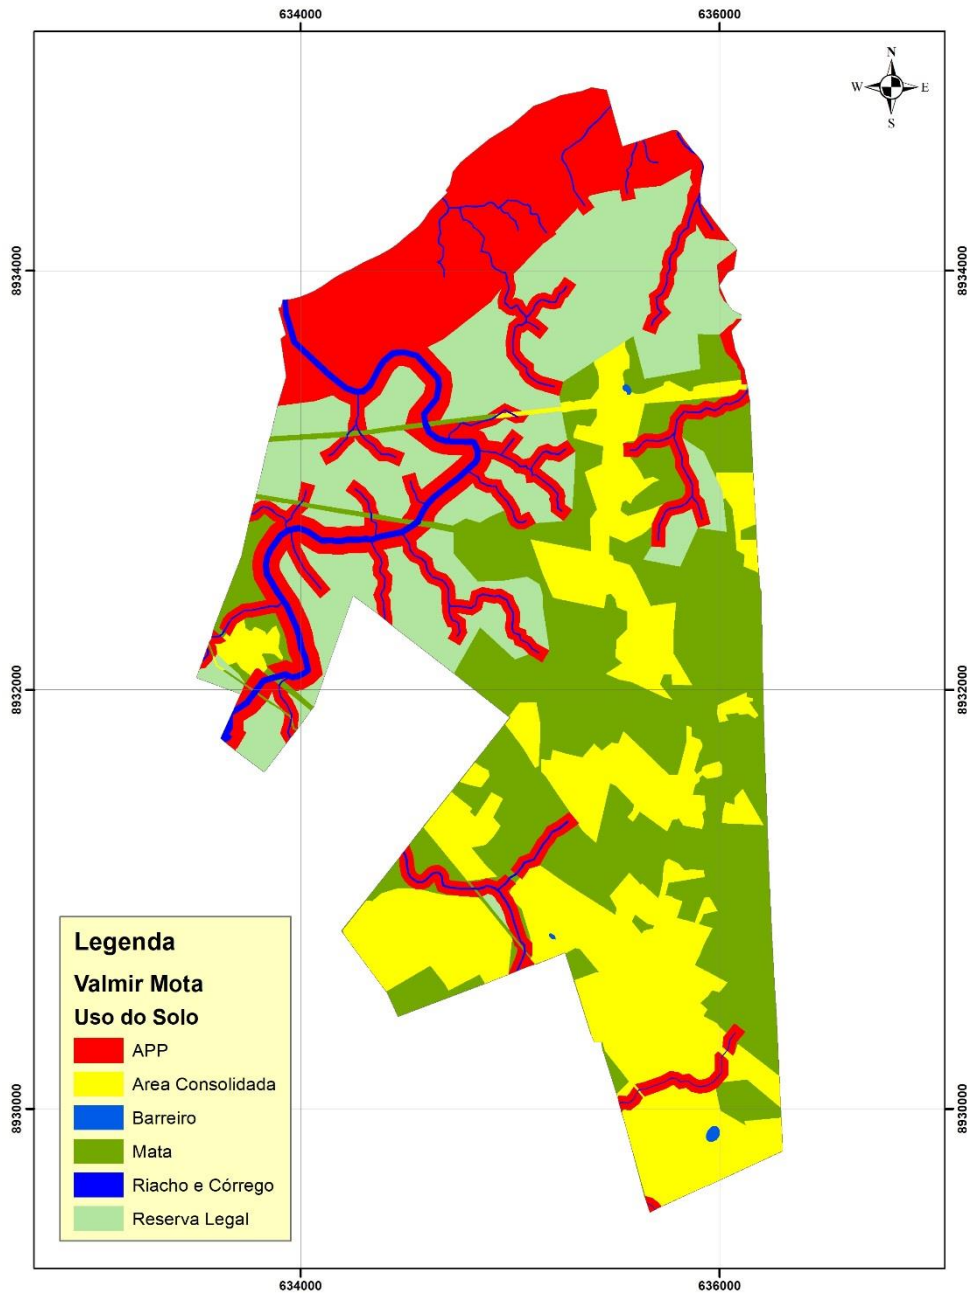 634000 636000
N
W E
S
8934000 8934000
8932000 8932000
Legenda
Valmir Mota
Uso do Solo
APP
Area Consolidada
Barreiro
Mata
Riacho e Córrego
Reserva Legal
8930000 8930000
634000 636000